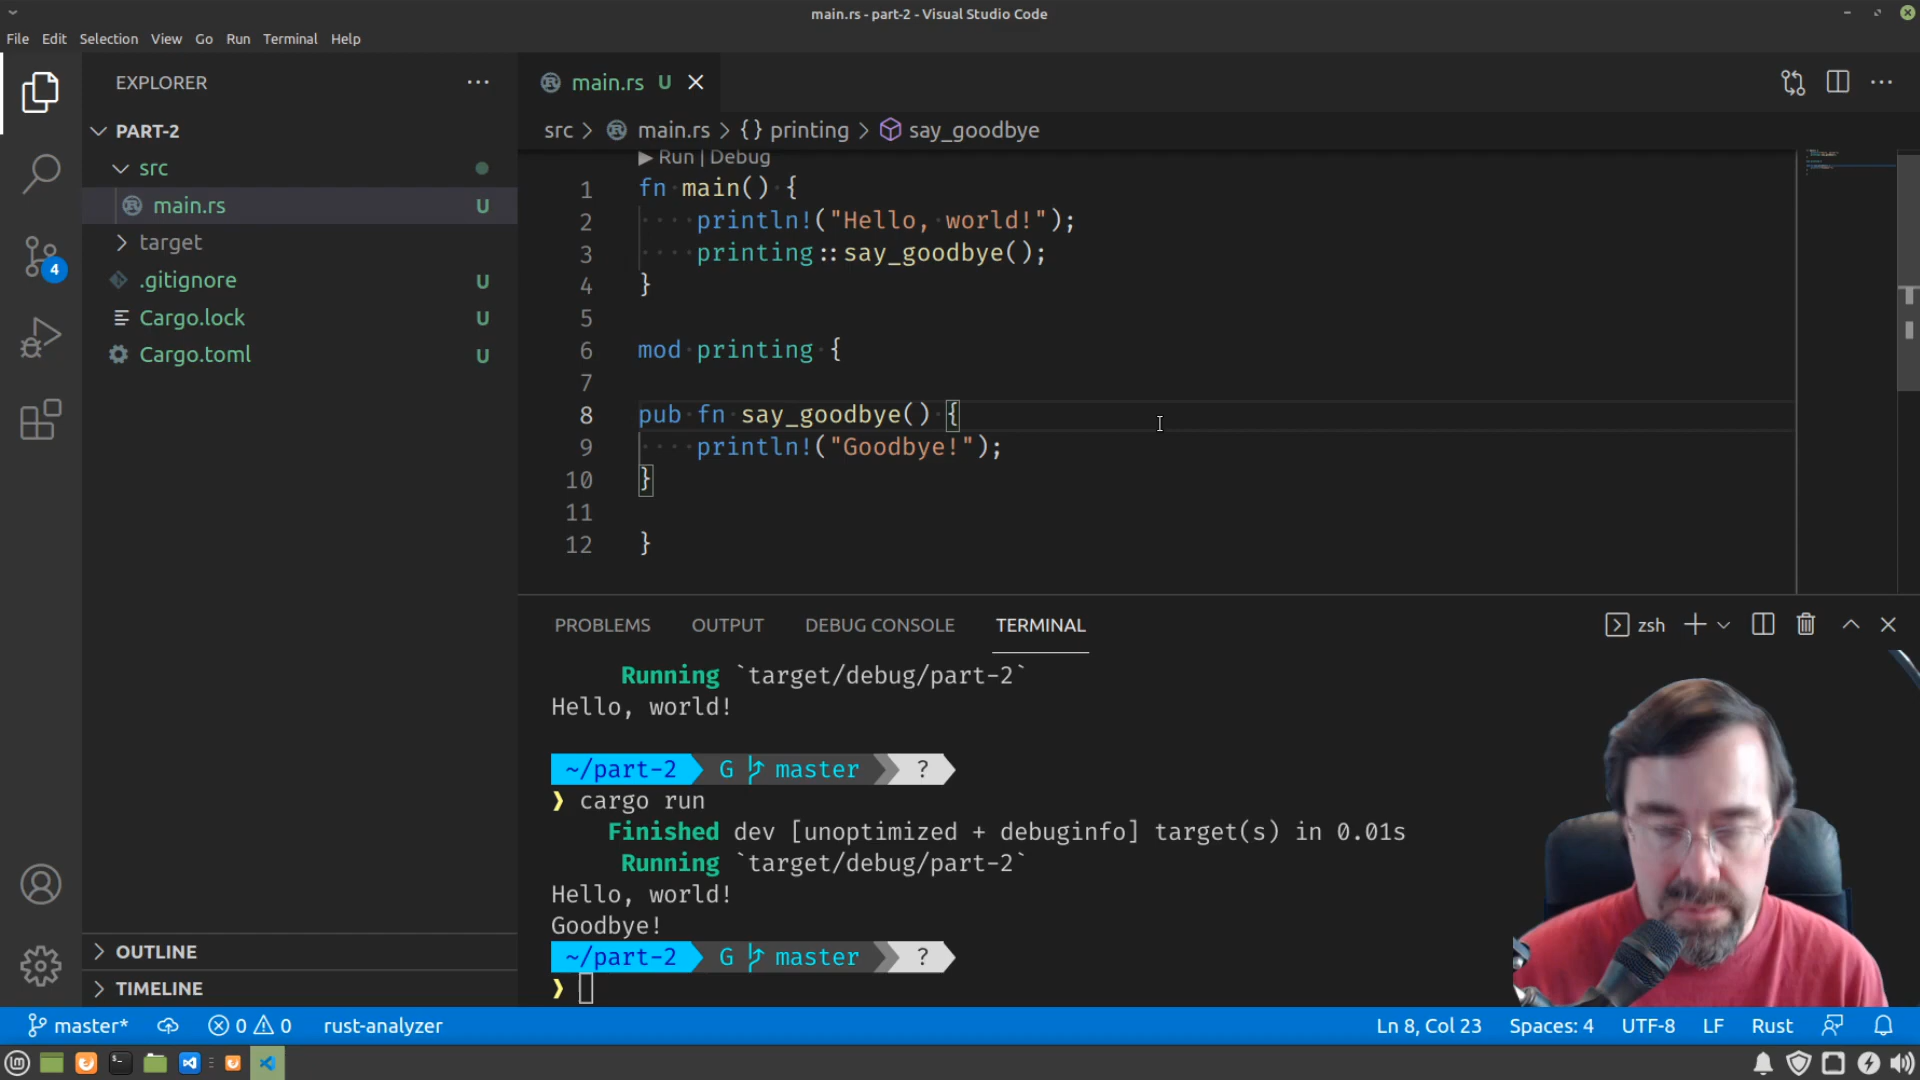 main.rs - part-2 - Visual Studio Code
File Edit Selection View Go Run Terminal Help
EXPLORER
PART-2
src
main.rs U
target
.gitignore U
Cargo.lock U
Cargo.toml U
OUTLINE
TIMELINE
4
main.rs U
src > main.rs > {} printing > say_goodbye
Run | Debug
1 fn main() {
2 println!("Hello, world!");
3 printing::say_goodbye();
4 }
5
6 mod printing {
7
8 pub fn say_goodbye() {
9 println!("Goodbye!");
10 }
11
12 }
PROBLEMS OUTPUT DEBUG CONSOLE TERMINAL
zsh
Running `target/debug/part-2`
Hello, world!
~/part-2 G master ?
❯ cargo run
Finished dev [unoptimized + debuginfo] target(s) in 0.01s
Running `target/debug/part-2`
Hello, world!
Goodbye!
~/part-2 G master ?
❯
master* 0 0 rust-analyzer Ln 8, Col 23 Spaces: 4 UTF-8 LF Rust